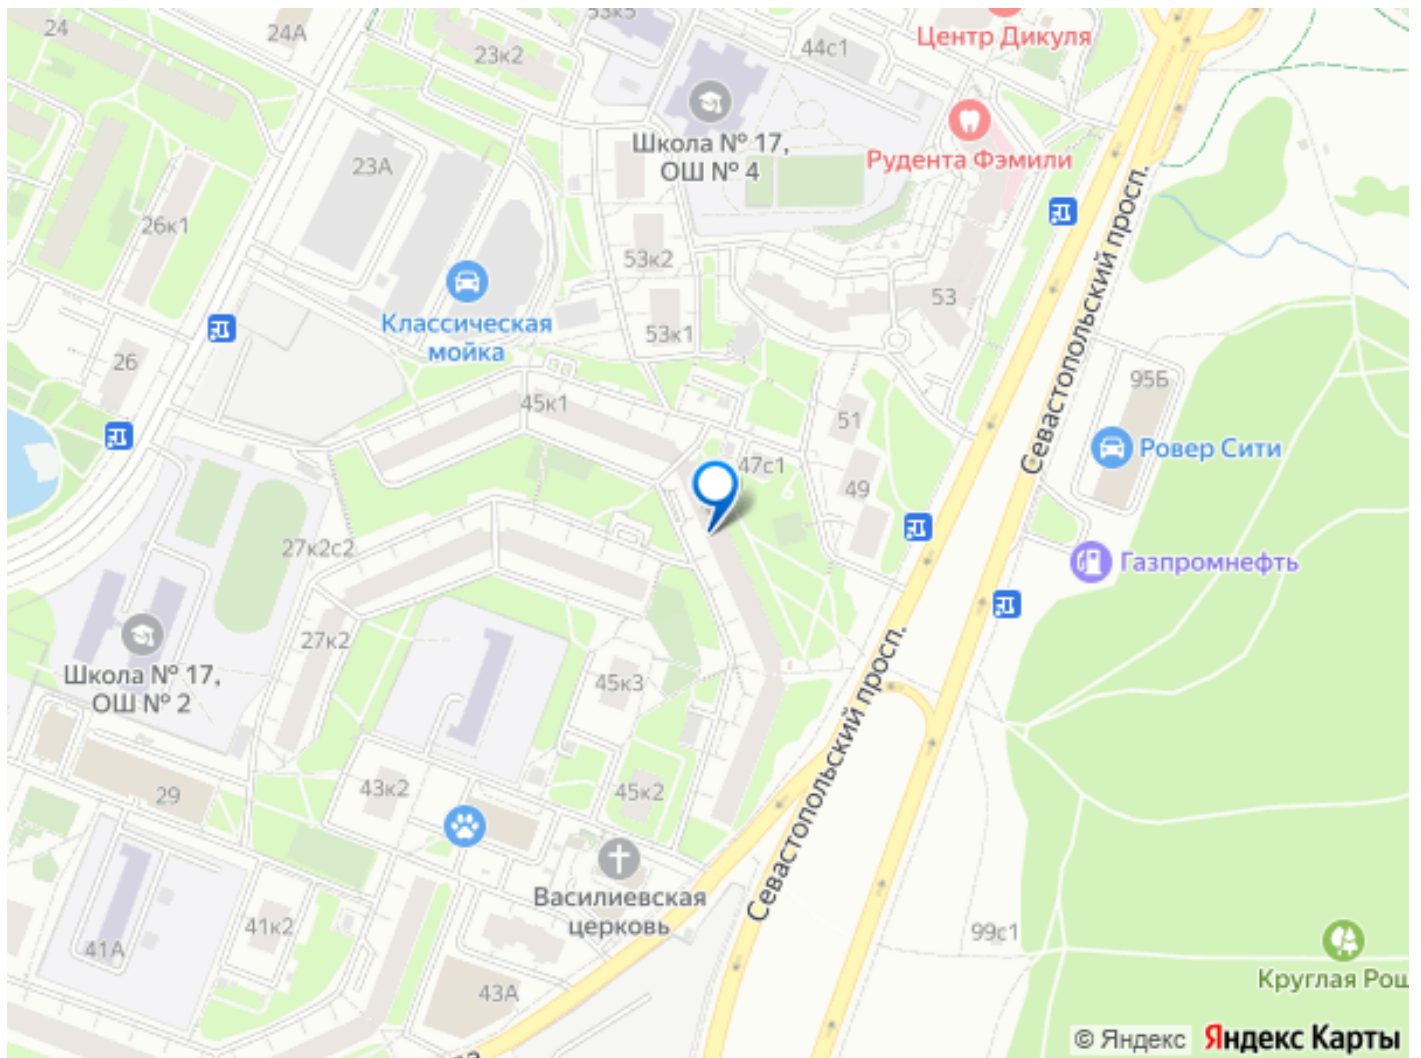 24
24А
53к5
23к2
44с1
Центр Дикуля
Школа № 17,
ОШ № 4
Рудента Фэмили
23А
26к1
53к2
53
Классическая
мойка
53к1
Севастопольский просп.
26
95Б
45к1
51
Ровер Сити
47с1
49
27к2с2
Газпромнефть
27к2
Школа № 17,
ОШ № 2
45к3
Севастопольский просп.
43к2
45к2
29
Василиевская
церковь
41к2
41А
99с1
43А
Круглая Рощ
© Яндекс
Яндекс Карты